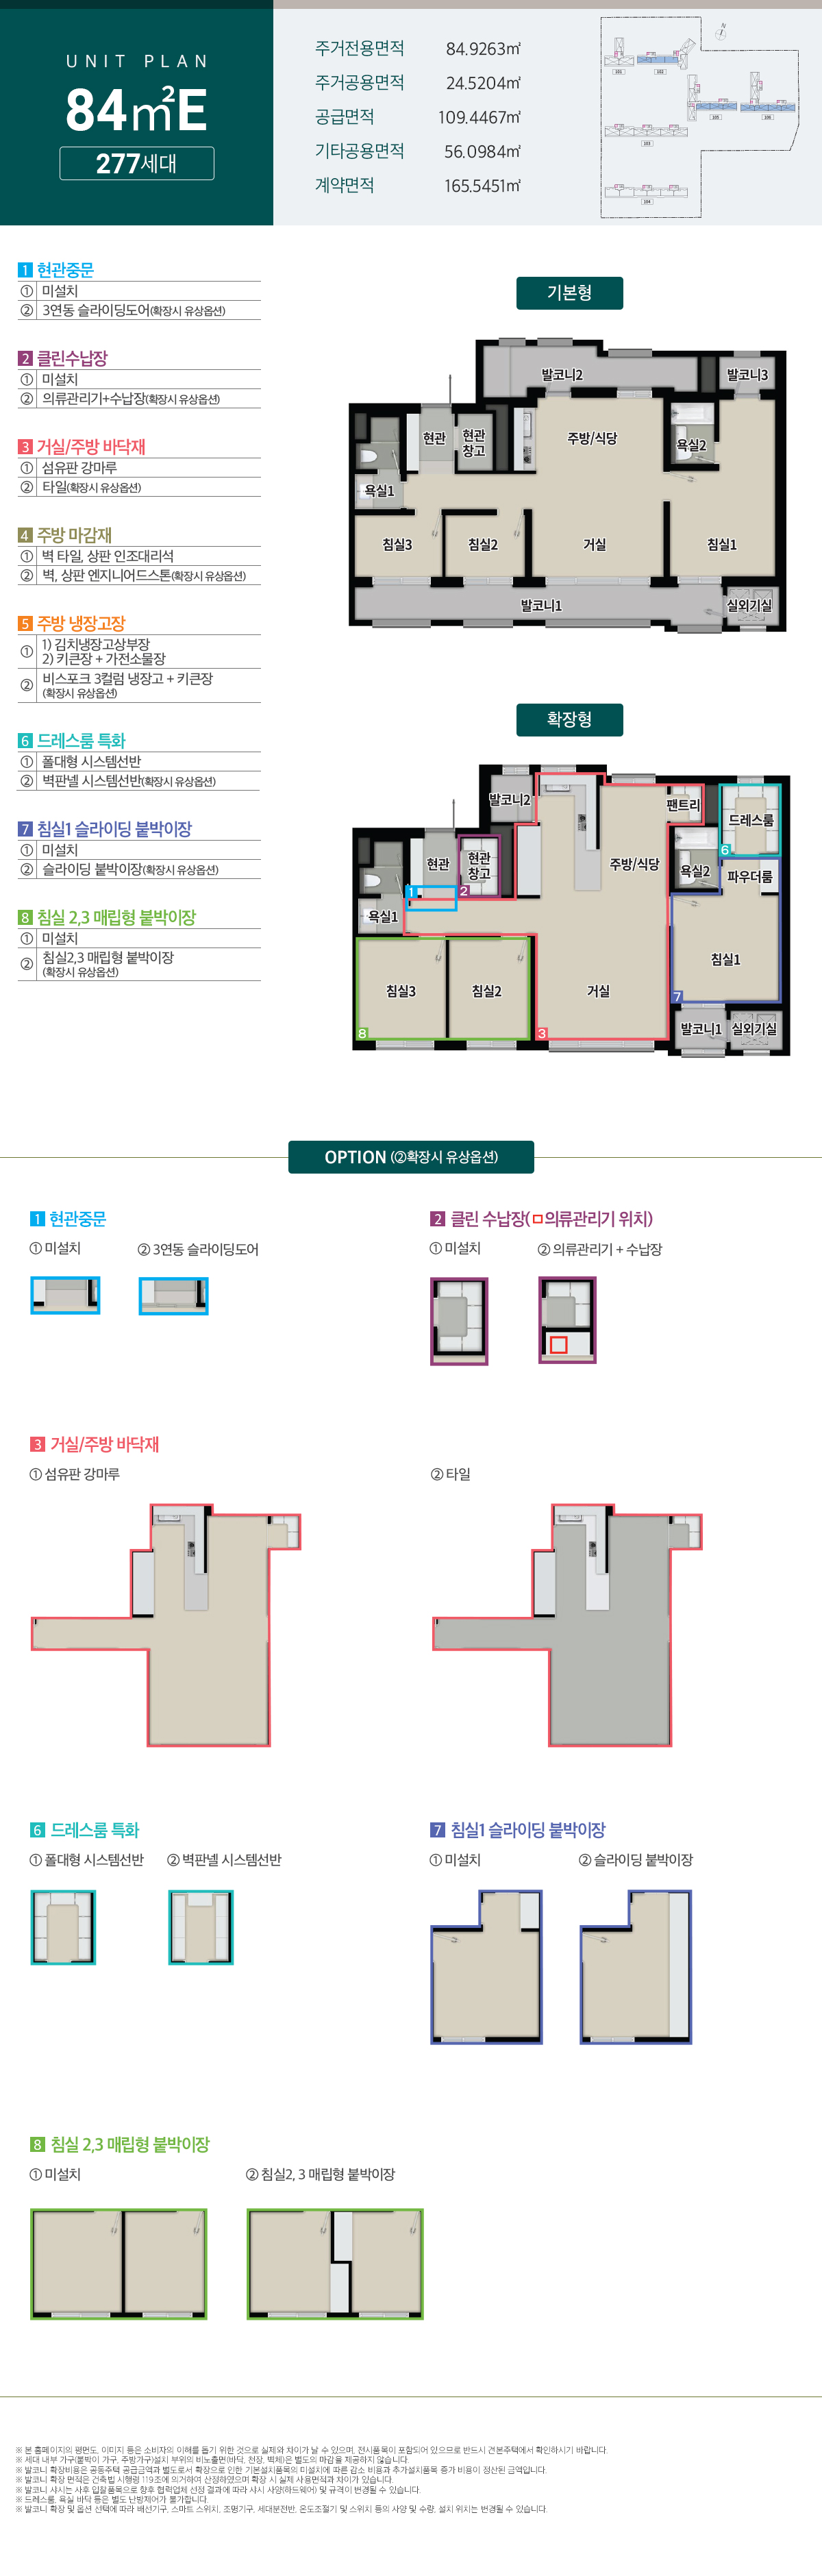 UNIT PLAN
84㎡E
277세대
주거전용면적 84.9263㎡
주거공용면적 24.5204㎡
공급면적 109.4467㎡
기타공용면적 56.0984㎡
계약면적 165.5451㎡
N
101
102
105
106
103
104
1 현관중문
① 미설치
② 3연동 슬라이딩도어(확장시 유상옵션)
2 클린수납장
① 미설치
② 의류관리기+수납장(확장시 유상옵션)
3 거실/주방 바닥재
① 섬유판 강마루
② 타일(확장시 유상옵션)
4 주방 마감재
① 벽 타일, 상판 인조대리석
② 벽, 상판 엔지니어드스톤(확장시 유상옵션)
5 주방 냉장고장
① 1) 김치냉장고상부장
2) 키큰장 + 가전소물장
② 비스포크 3컬럼 냉장고 + 키큰장
(확장시 유상옵션)
6 드레스룸 특화
① 폴대형 시스템선반
② 벽판넬 시스템선반(확장시 유상옵션)
7 침실1 슬라이딩 붙박이장
① 미설치
② 슬라이딩 붙박이장(확장시 유상옵션)
8 침실 2,3 매립형 붙박이장
① 미설치
② 침실2,3 매립형 붙박이장
(확장시 유상옵션)
기본형
발코니2
발코니3
현관
현관
창고
주방/식당
욕실2
욕실1
침실3
침실2
거실
침실1
발코니1
실외기실
확장형
발코니2
팬트리
드레스룸
현관
현관
창고
주방/식당
6
욕실2
파우더룸
1
2
욕실1
침실1
침실3
침실2
거실
7
8
3
발코니1
실외기실
OPTION (②확장시 유상옵션)
1 현관중문
① 미설치
② 3연동 슬라이딩도어
2 클린 수납장(□의류관리기 위치)
① 미설치
② 의류관리기 + 수납장
3 거실/주방 바닥재
① 섬유판 강마루
② 타일
6 드레스룸 특화
① 폴대형 시스템선반
② 벽판넬 시스템선반
7 침실1 슬라이딩 붙박이장
① 미설치
② 슬라이딩 붙박이장
8 침실 2,3 매립형 붙박이장
① 미설치
② 침실2, 3 매립형 붙박이장
※ 본 홈페이지의 평면도, 이미지 등은 소비자의 이해를 돕기 위한 것으로 실제와 차이가 날 수 있으며, 전시품목이 포함되어 있으므로 반드시 견본주택에서 확인하시기 바랍니다.
※ 세대 내부 가구(붙박이 가구, 주방가구)설치 부위의 비노출면(바닥, 천장, 벽체)은 별도의 마감을 제공하지 않습니다.
※ 발코니 확장비용은 공동주택 공급금액과 별도로서 확장으로 인한 기본설치품목의 미설치에 따른 감소 비용과 추가설치품목 증가 비용이 정산된 금액입니다.
※ 발코니 확장 면적은 건축법 시행령 119조에 의거하여 산정하였으며 확장 시 실제 사용면적과 차이가 있습니다.
※ 발코니 샤시는 사후 입찰품목으로 향후 협력업체 선정 결과에 따라 샤시 사양(하드웨어) 및 규격이 변경될 수 있습니다.
※ 드레스룸, 욕실 바닥 등은 별도 난방제어가 불가합니다.
※ 발코니 확장 및 옵션 선택에 따라 배선기구, 스마트 스위치, 조명기구, 세대분전반, 온도조절기 및 스위치 등의 사양 및 수량, 설치 위치는 변경될 수 있습니다.